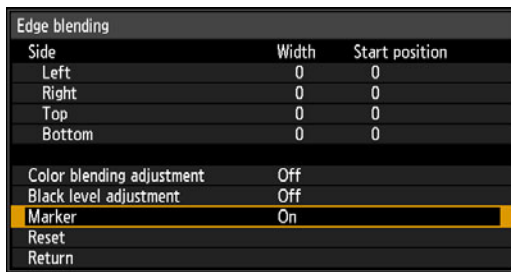 Edge blending
Side Width Start position
Left 0 0
Right 0 0
Top 0 0
Bottom 0 0
Color blending adjustment Off
Black level adjustment Off
Marker On
Reset
Return